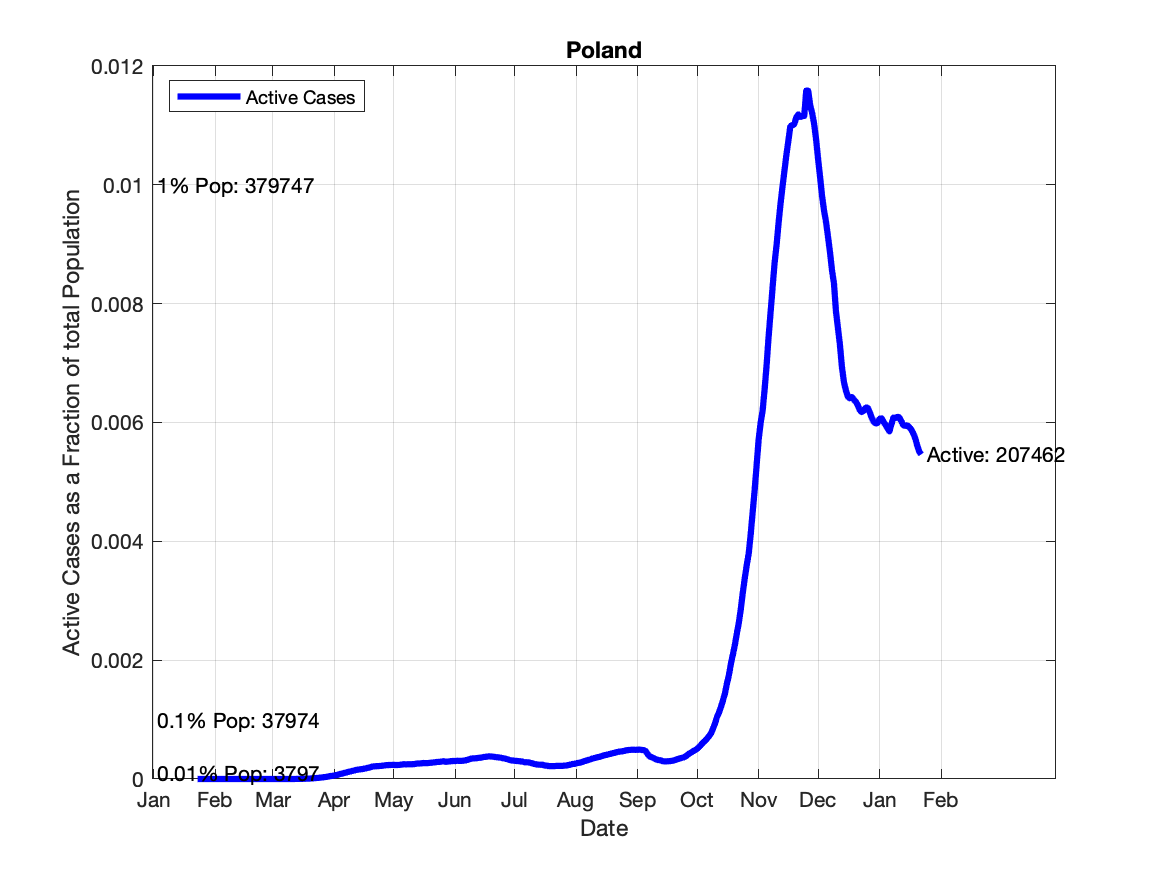 Poland
Active Cases
0.012
0.01
0.008
0.006
0.004
0.002
0
1% Pop: 379747
0.1% Pop: 37974
0.01% Pop: 3797
Active: 207462
Active Cases as a Fraction of total Population
Jan Feb Mar Apr May Jun Jul Aug Sep Oct Nov Dec Jan Feb
Date